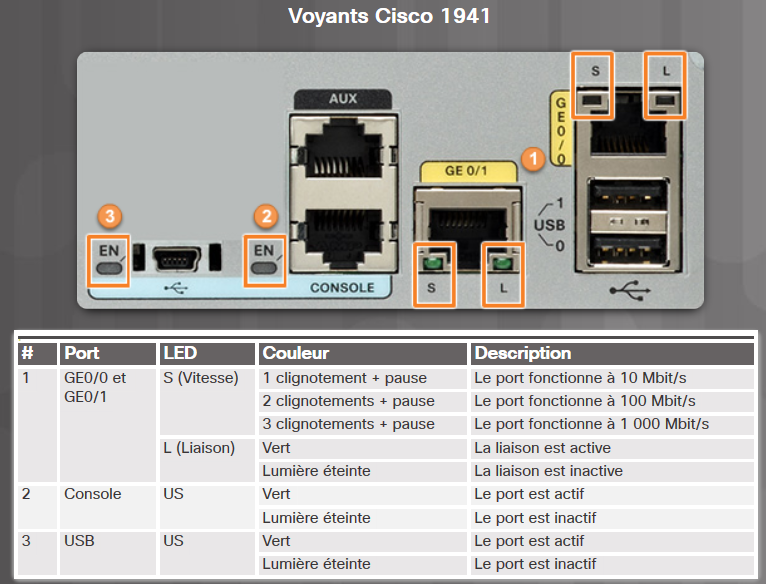 Voyants Cisco 1941
S L
AUX
GE0/0
1
GE 0/1
3
2
1
USB
0
EN
EN
CONSOLE
S L
# Port LED Couleur Description
1 GE0/0 et GE0/1 S (Vitesse) 1 clignotement + pause Le port fonctionne à 10 Mbit/s
2 clignotements + pause Le port fonctionne à 100 Mbit/s
3 clignotements + pause Le port fonctionne à 1 000 Mbit/s
L (Liaison) Vert La liaison est active
Lumière éteinte La liaison est inactive
2 Console US Vert Le port est actif
Lumière éteinte Le port est inactif
3 USB US Vert Le port est actif
Lumière éteinte Le port est inactif